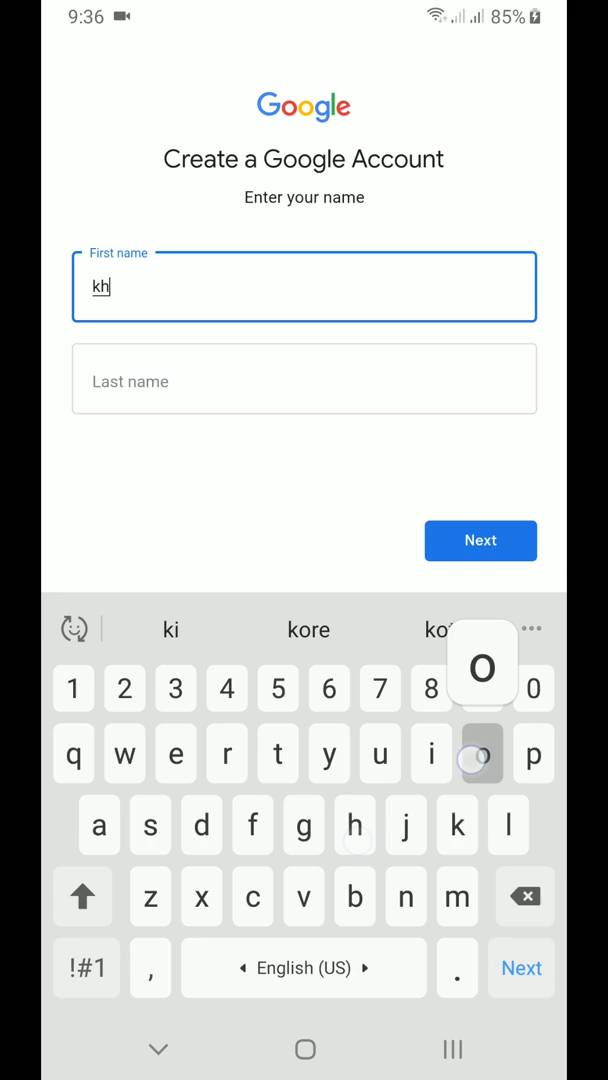 9:36 85%
Google
Create a Google Account
Enter your name
First name
kh
Last name
Next
ki kore
o
1 2 3 4 5 6 7 8 0
q w e r t y u i o p
a s d f g h j k l
z x c v b n m
!#1 , English (US) . Next